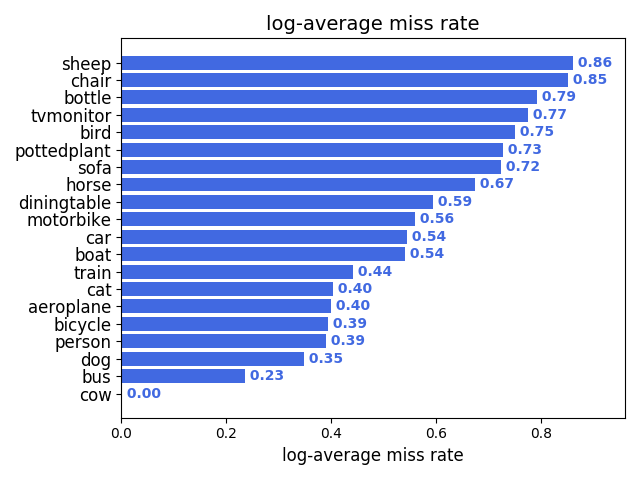 log-average miss rate
sheep 0.86
chair 0.85
bottle 0.79
tvmonitor 0.77
bird 0.75
pottedplant 0.73
sofa 0.72
horse 0.67
diningtable 0.59
motorbike 0.56
car 0.54
boat 0.54
train 0.44
cat 0.40
aeroplane 0.40
bicycle 0.39
person 0.39
dog 0.35
bus 0.23
cow 0.00
0.0 0.2 0.4 0.6 0.8
log-average miss rate